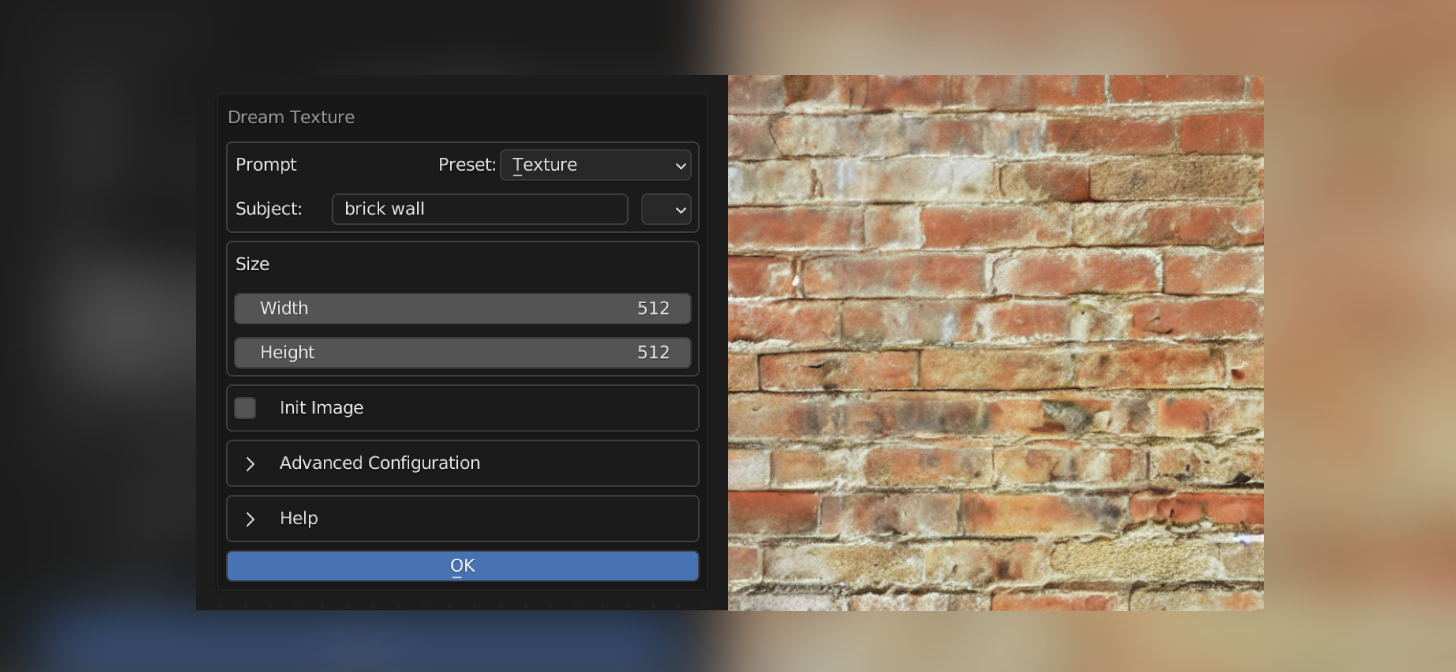 Dream Texture
Prompt Preset: Texture
Subject: brick wall
Size
Width 512
Height 512
Init Image
Advanced Configuration
Help
OK